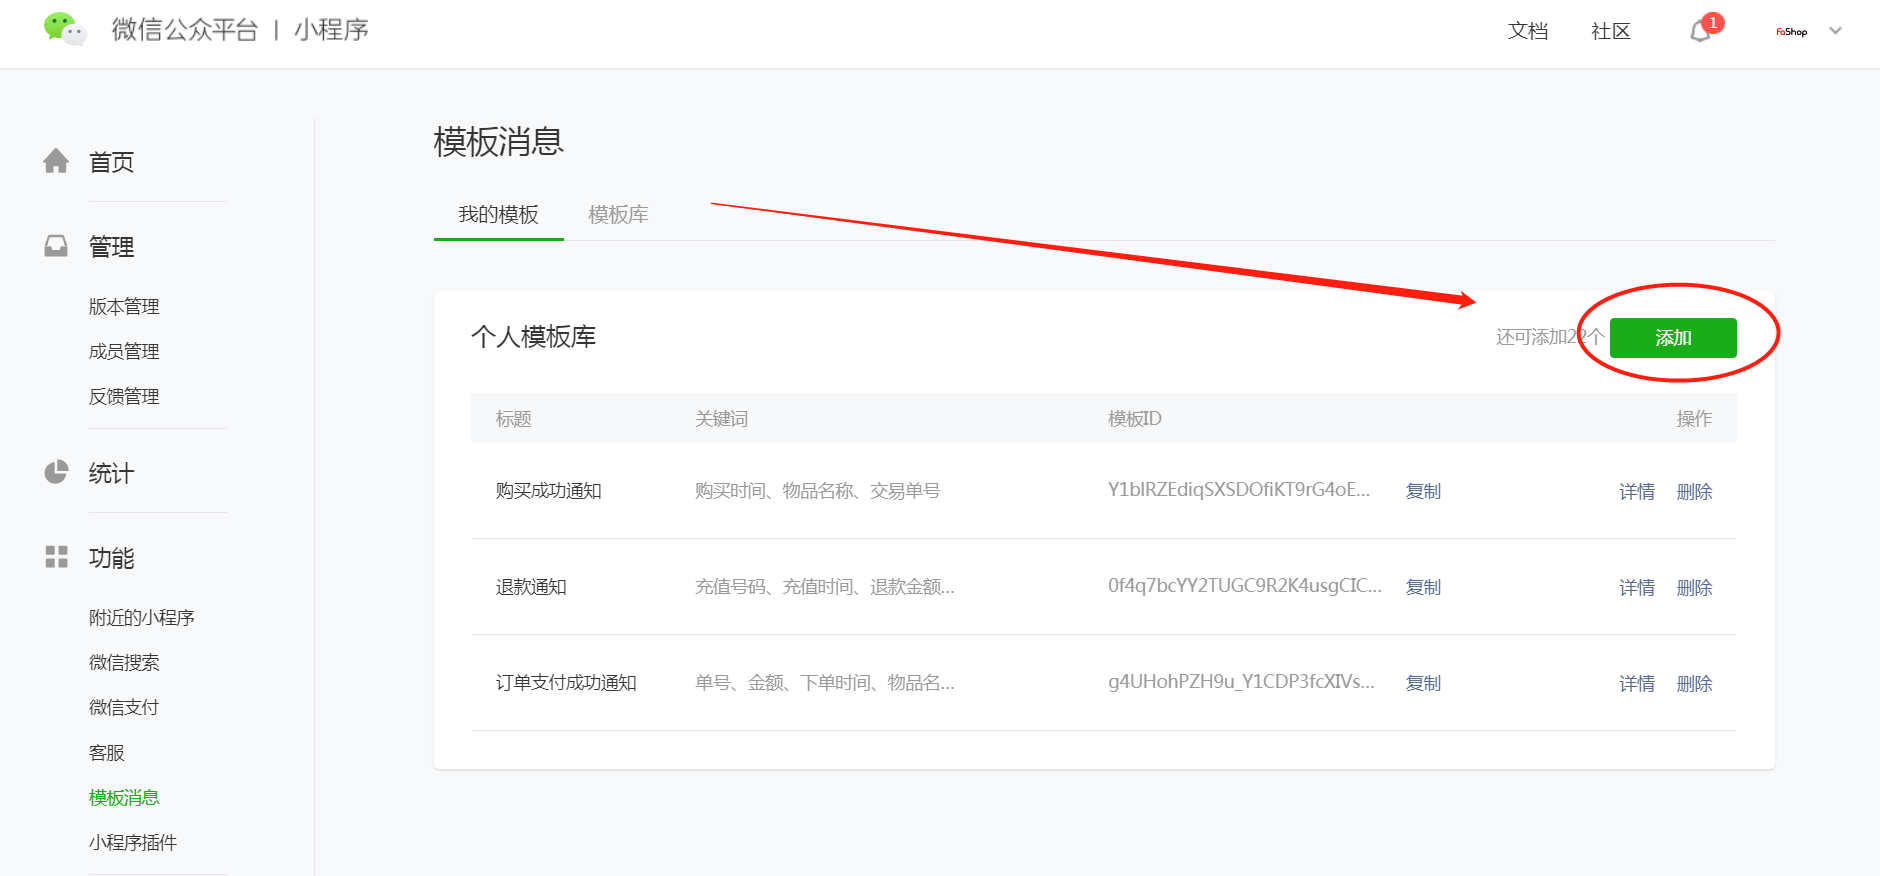 微信公众平台 | 小程序
文档 社区 1 FaShop
首页
管理
版本管理
成员管理
反馈管理
统计
功能
附近的小程序
微信搜索
微信支付
客服
模板消息
小程序插件
模板消息
我的模板 模板库
个人模板库 还可添加22个 添加
标题 关键词 模板ID 操作
购买成功通知 购买时间、物品名称、交易单号 Y1blRZEdiqSXSDOfiKT9rG4oE... 复制 详情 删除
退款通知 充值号码、充值时间、退款金额... 0f4q7bcYY2TUGC9R2K4usgCIC... 复制 详情 删除
订单支付成功通知 单号、金额、下单时间、物品名... g4UHohPZH9u_Y1CDP3fcXIVs... 复制 详情 删除